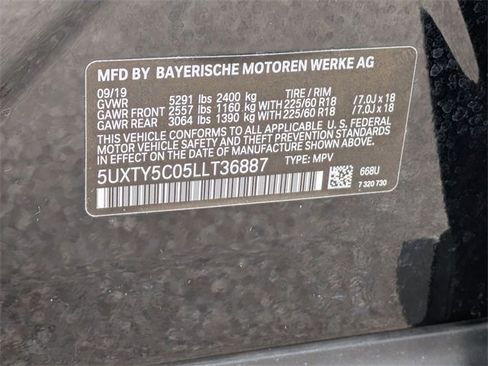 MFD BY BAYERISCHE MOTOREN WERKE AG
09/19 TIRE / RIM
GVWR 5291 lbs 2400 kg
GAWR FRONT 2557 lbs 1160 kg WITH 225/60 R18 /7.0J x 18
GAWR REAR 3064 lbs 1390 kg WITH 225/60 R18 /7.0J x 18
THIS VEHICLE CONFORMS TO ALL APPLICABLE U.S. FEDERAL MOTOR
VEHICLE SAFETY AND THEFT PREVENTION STANDARDS
IN EFFECT ON THE DATE OF MANUFACTURE SHOWN ABOVE.
5UXTY5C05LLT36887 TYPE: MPV
668U
7 320 730